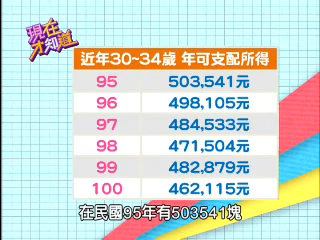 現在
才知道
近年30~34歲 年可支配所得
95 503,541元
96 498,105元
97 484,533元
98 471,504元
99 482,879元
100 462,115元
在民國95年有503541塊